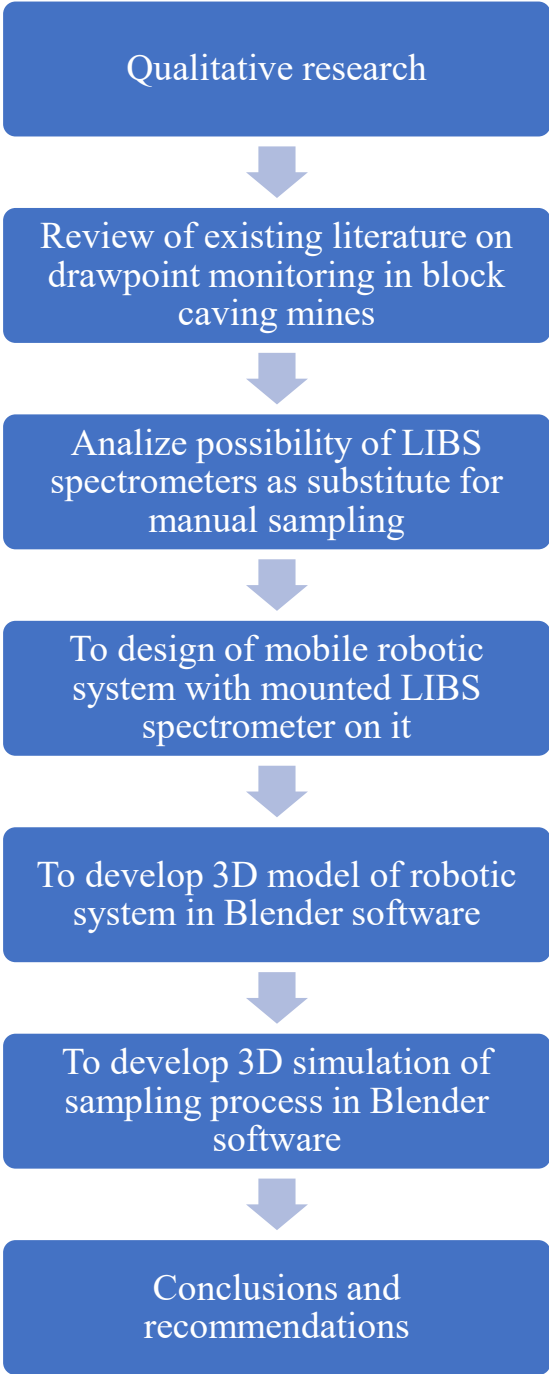 Qualitative research
Review of existing literature on
drawpoint monitoring in block
caving mines
Analize possibility of LIBS
spectrometers as substitute for
manual sampling
To design of mobile robotic
system with mounted LIBS
spectrometer on it
To develop 3D model of robotic
system in Blender software
To develop 3D simulation of
sampling process in Blender
software
Conclusions and
recommendations